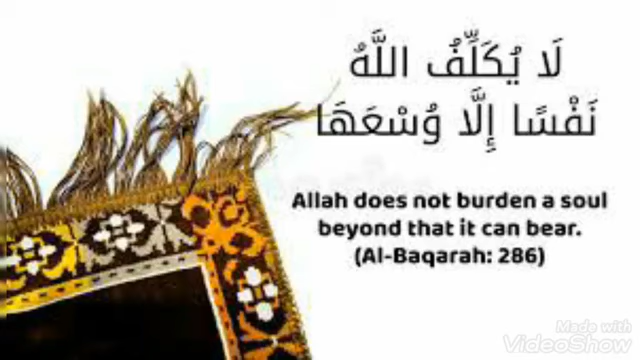 لَا يُكَلِّفُ اللَّهُ
نَفْسًا إِلَّا وُسْعَهَا
Allah does not burden a soul
beyond that it can bear.
(Al-Baqarah: 286)
Made with
VideoShow